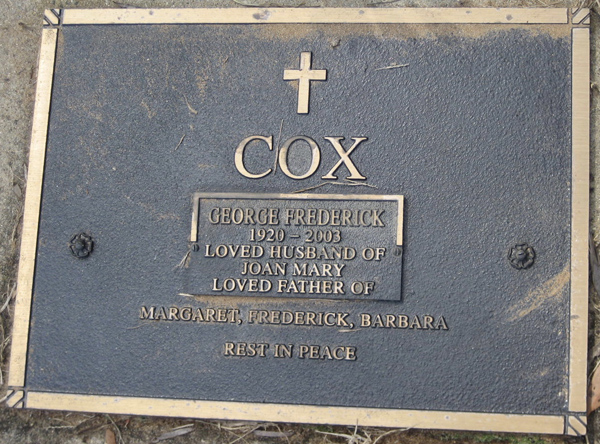 COX
GEORGE FREDERICK
1920 – 2003
LOVED HUSBAND OF
JOAN MARY
LOVED FATHER OF
MARGARET, FREDERICK, BARBARA
REST IN PEACE